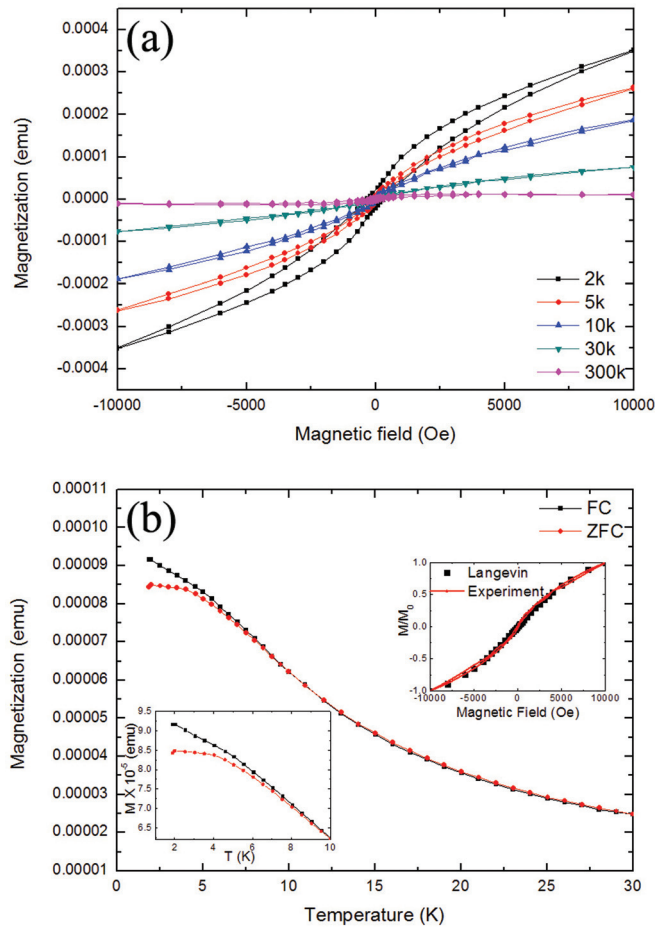 (a)
0.0004
0.0003
0.0002
0.0001
0.0000
-0.0001
-0.0002
-0.0003
-0.0004
Magnetization (emu)
2k
5k
10k
30k
300k
-10000 -5000 0 5000 10000
Magnetic field (Oe)
(b)
0.00011
0.00010
0.00009
0.00008
0.00007
0.00006
0.00005
0.00004
0.00003
0.00002
0.00001
Magnetization (emu)
FC
ZFC
Langevin
Experiment
1.0
0.5
0.0
-0.5
-1.0
M/M0
-10000 -5000 0 5000 10000
Magnetic Field (Oe)
9.5
9.0
8.5
8.0
7.5
7.0
6.5
M X 10-5 (emu)
2 4 6 8 10
T (K)
0 5 10 15 20 25 30
Temperature (K)